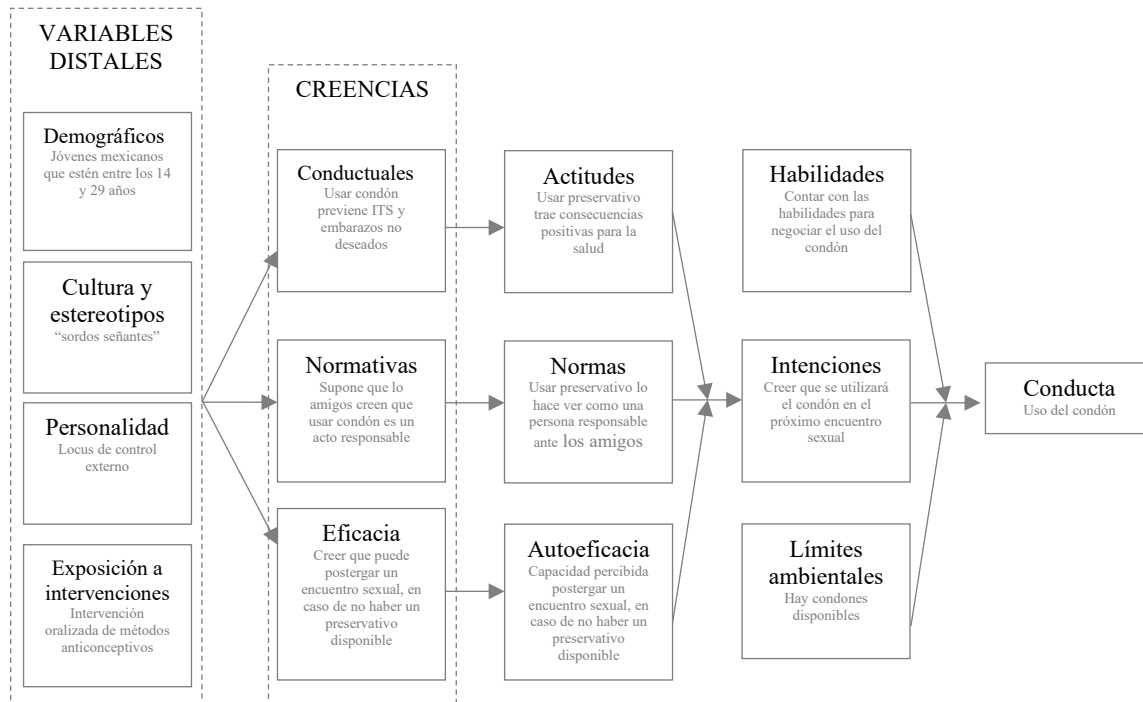 VARIABLES
DISTALES
Demográficos
Jóvenes mexicanos
que estén entre los 14
y 29 años
Cultura y
estereotipos
“sordos señantes”
Personalidad
Locus de control
externo
Exposición a
intervenciones
Intervención
oralizada de métodos
anticonceptivos
CREENCIAS
Conductuales
Usar condón
previene ITS y
embarazos no
deseados
Normativas
Supone que lo
amigos creen que
usar condón es un
acto responsable
Eficacia
Creer que puede
postergar un
encuentro sexual, en
caso de no haber un
preservativo
disponible
Actitudes
Usar preservativo
trae consecuencias
positivas para la
salud
Normas
Usar preservativo lo
hace ver como una
persona responsable
ante los amigos
Autoeficacia
Capacidad percibida
postergar un
encuentro sexual, en
caso de no haber un
preservativo
disponible
Habilidades
Contar con las
habilidades para
negociar el uso del
condón
Intenciones
Creer que se utilizará
el condón en el
próximo encuentro
sexual
Límites
ambientales
Hay condones
disponibles
Conducta
Uso del condón